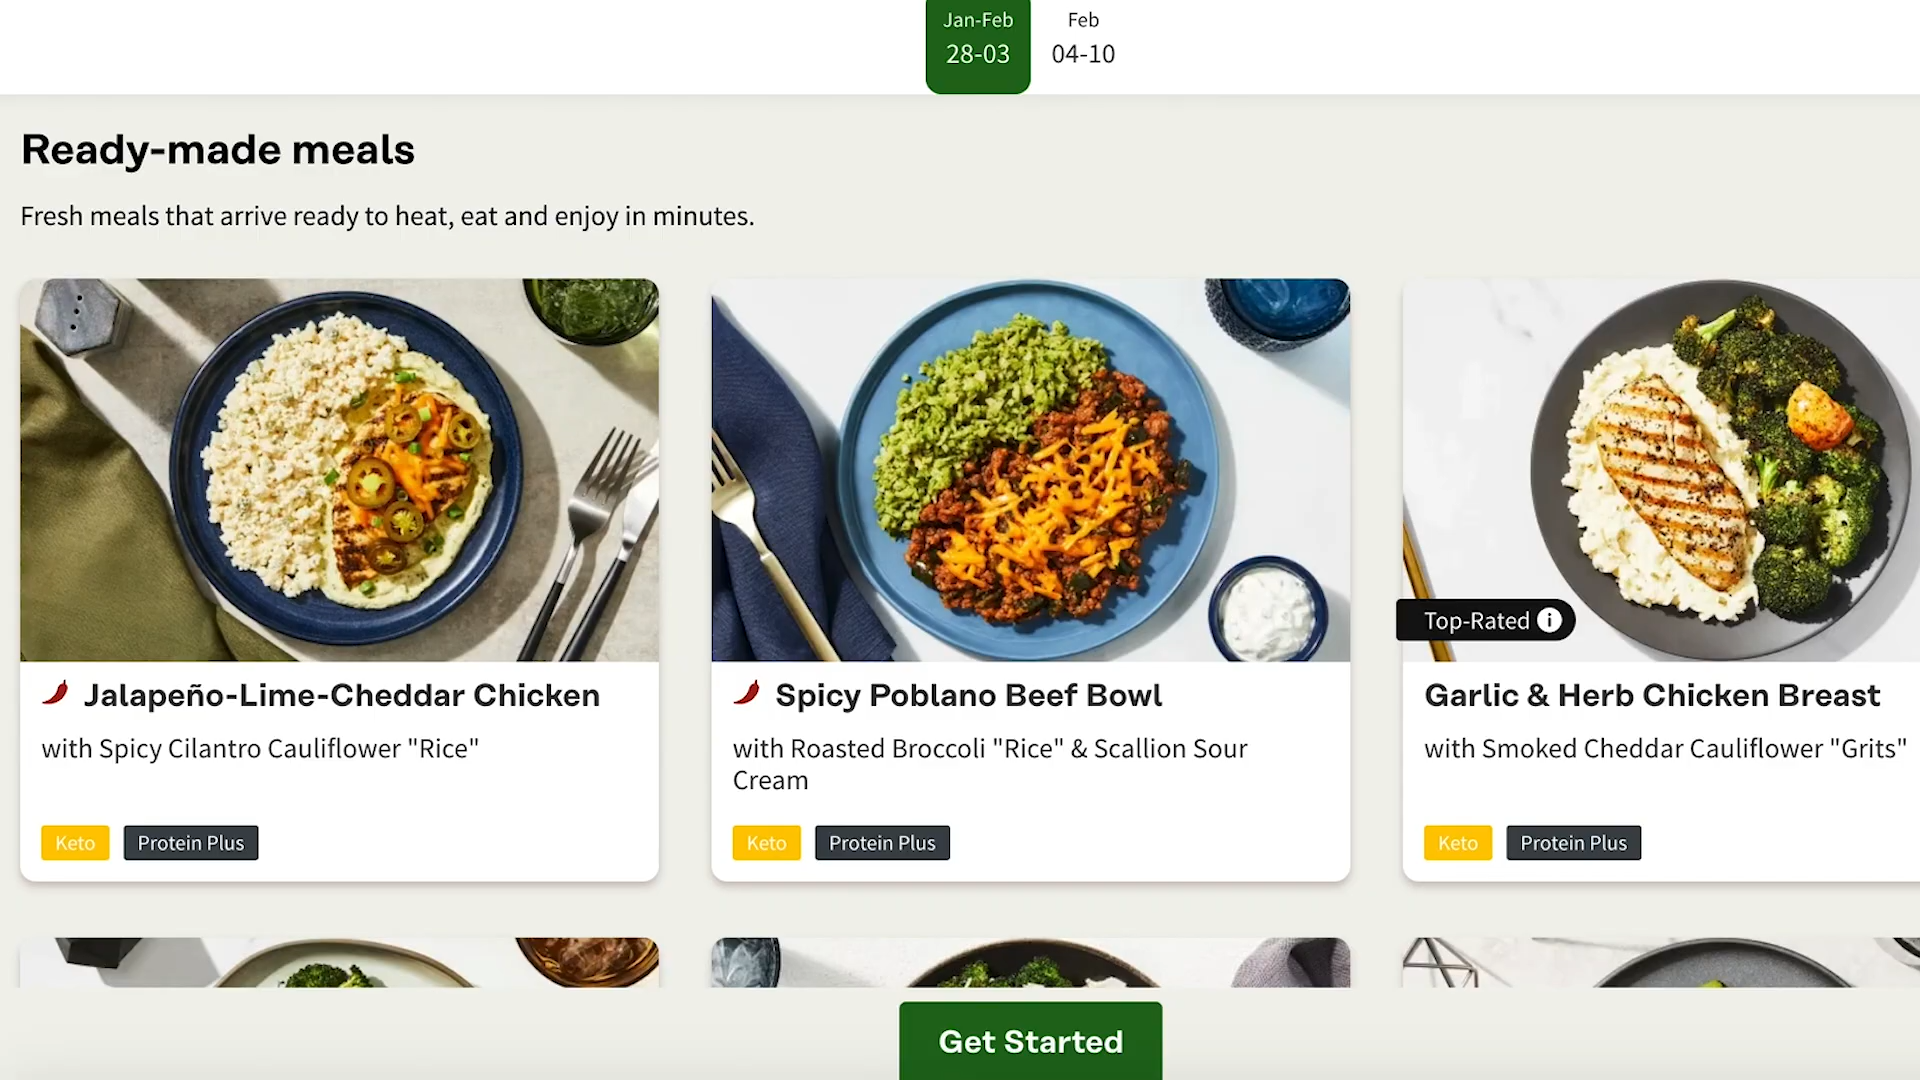 Jan-Feb
28-03
Feb
04-10
Ready-made meals
Fresh meals that arrive ready to heat, eat and enjoy in minutes.
Jalapeño-Lime-Cheddar Chicken
with Spicy Cilantro Cauliflower "Rice"
Keto
Protein Plus
Spicy Poblano Beef Bowl
with Roasted Broccoli "Rice" & Scallion Sour
Cream
Keto
Protein Plus
Top-Rated i
Garlic & Herb Chicken Breast
with Smoked Cheddar Cauliflower "Grits"
Keto
Protein Plus
Get Started